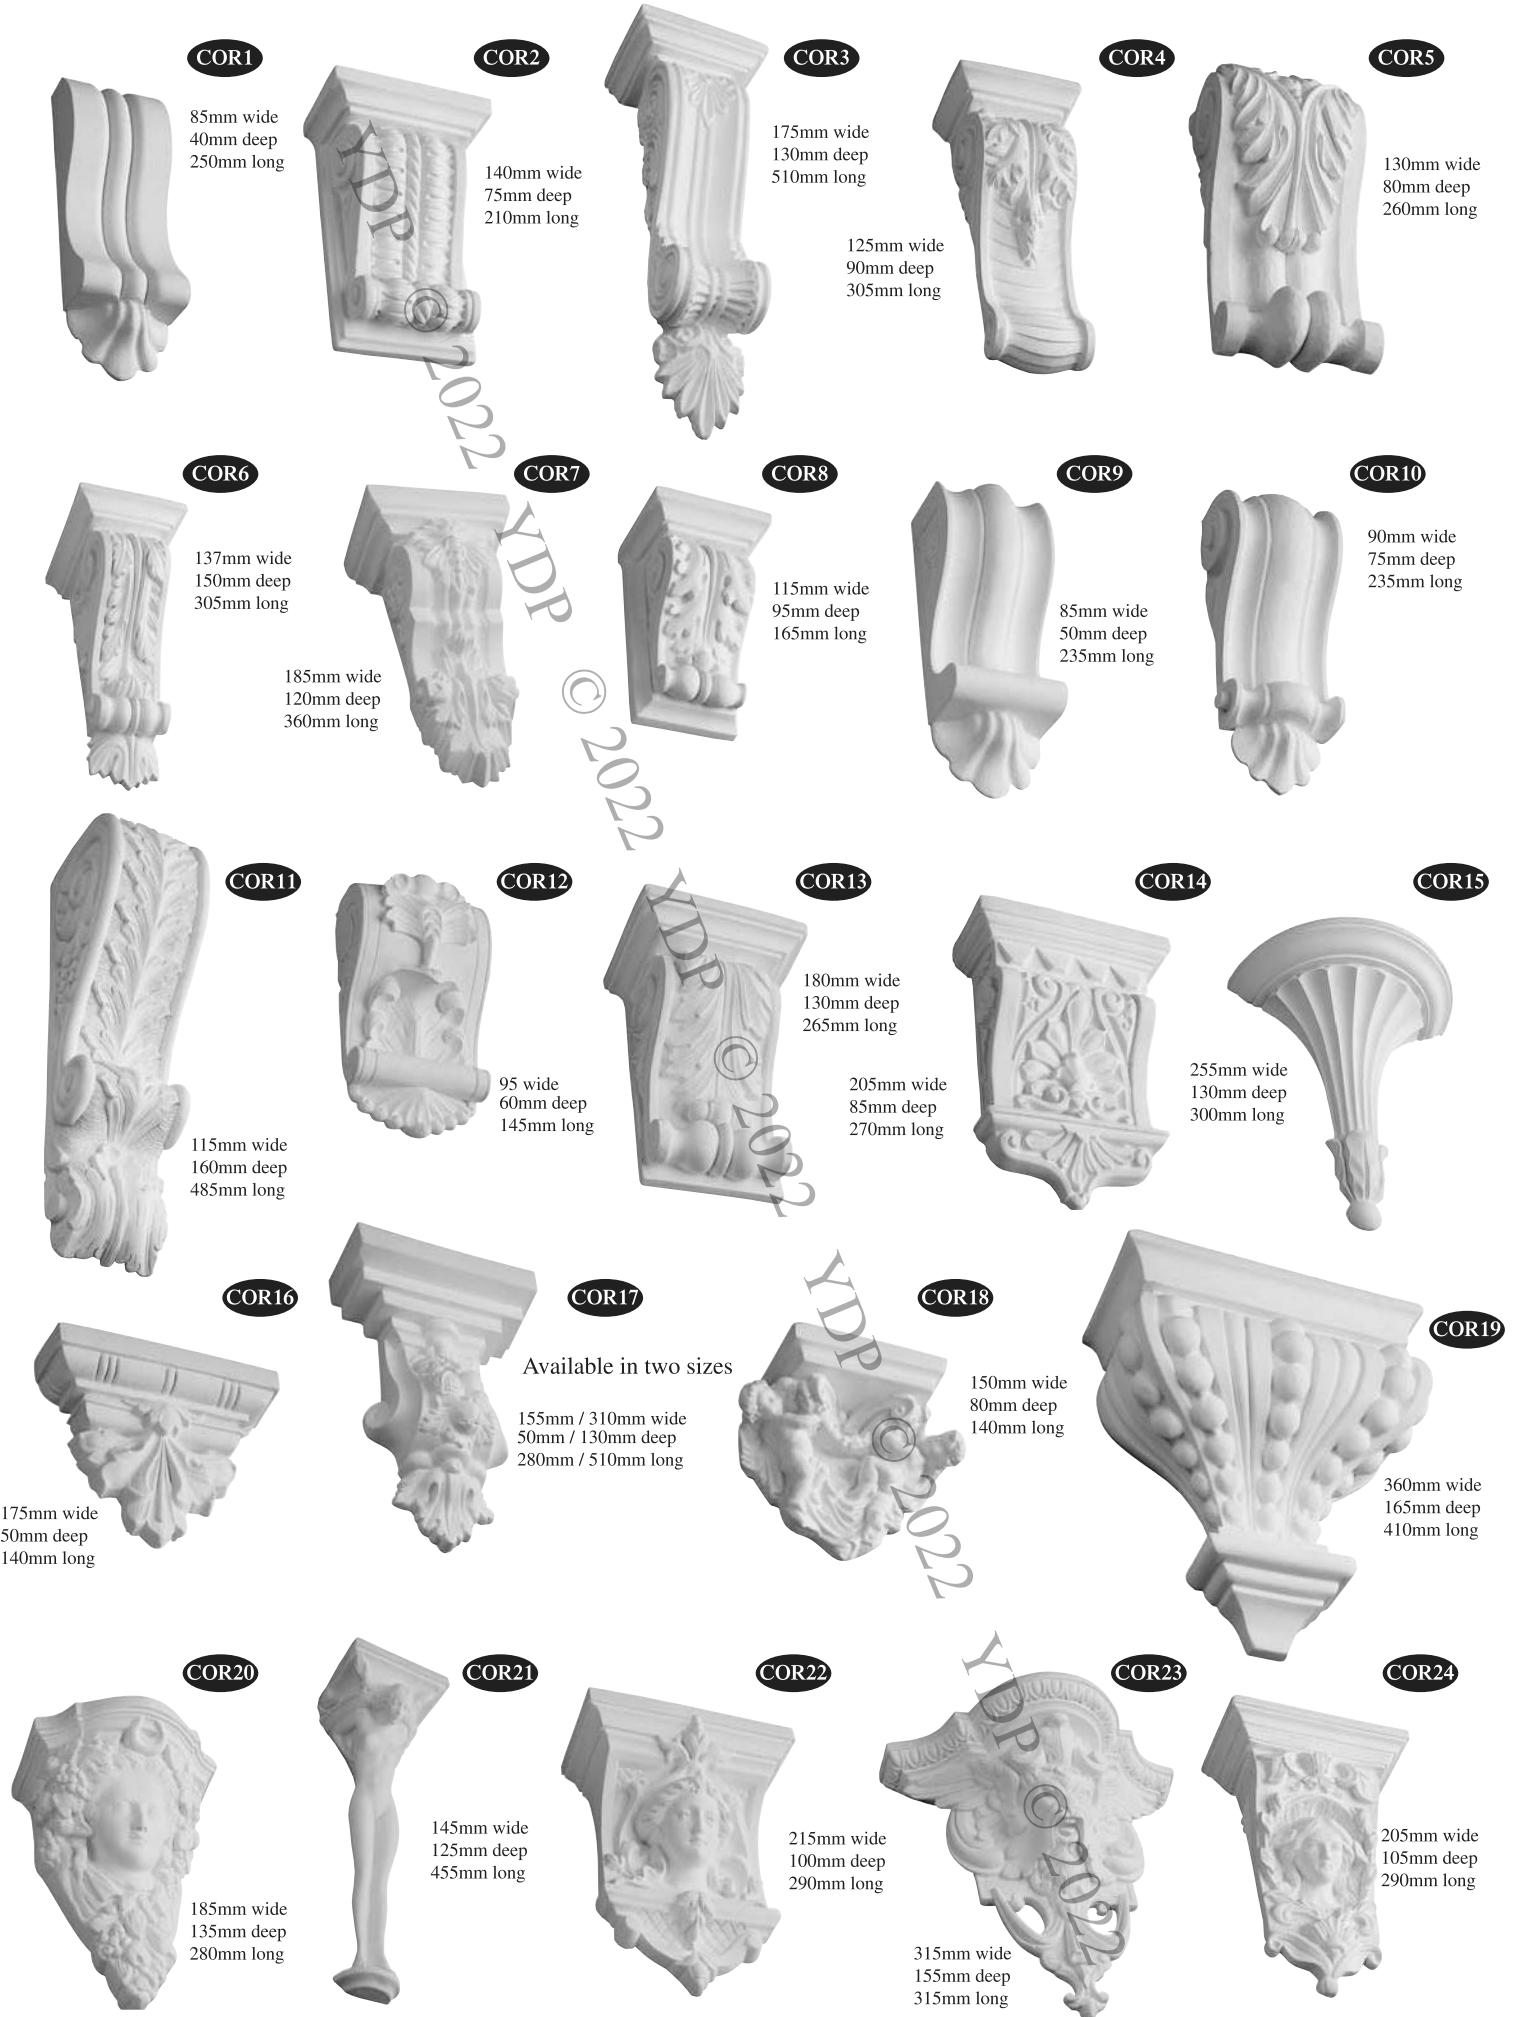 COR1
85mm wide
40mm deep
250mm long
COR2
140mm wide
75mm deep
210mm long
COR3
175mm wide
130mm deep
510mm long
COR4
125mm wide
90mm deep
305mm long
COR5
130mm wide
80mm deep
260mm long
COR6
137mm wide
150mm deep
305mm long
COR7
185mm wide
120mm deep
360mm long
COR8
115mm wide
95mm deep
165mm long
COR9
85mm wide
50mm deep
235mm long
COR10
90mm wide
75mm deep
235mm long
COR11
115mm wide
160mm deep
485mm long
COR12
95 wide
60mm deep
145mm long
COR13
180mm wide
130mm deep
265mm long
COR14
205mm wide
85mm deep
270mm long
COR15
255mm wide
130mm deep
300mm long
COR16
175mm wide
50mm deep
140mm long
COR17
Available in two sizes
155mm / 310mm wide
50mm / 130mm deep
280mm / 510mm long
COR18
150mm wide
80mm deep
140mm long
COR19
360mm wide
165mm deep
410mm long
COR20
185mm wide
135mm deep
280mm long
COR21
145mm wide
125mm deep
455mm long
COR22
215mm wide
100mm deep
290mm long
COR23
315mm wide
155mm deep
315mm long
COR24
205mm wide
105mm deep
290mm long
YDP © 2022 YDP © 2022 YDP © 2022 YDP © 2022 YDP © 2022